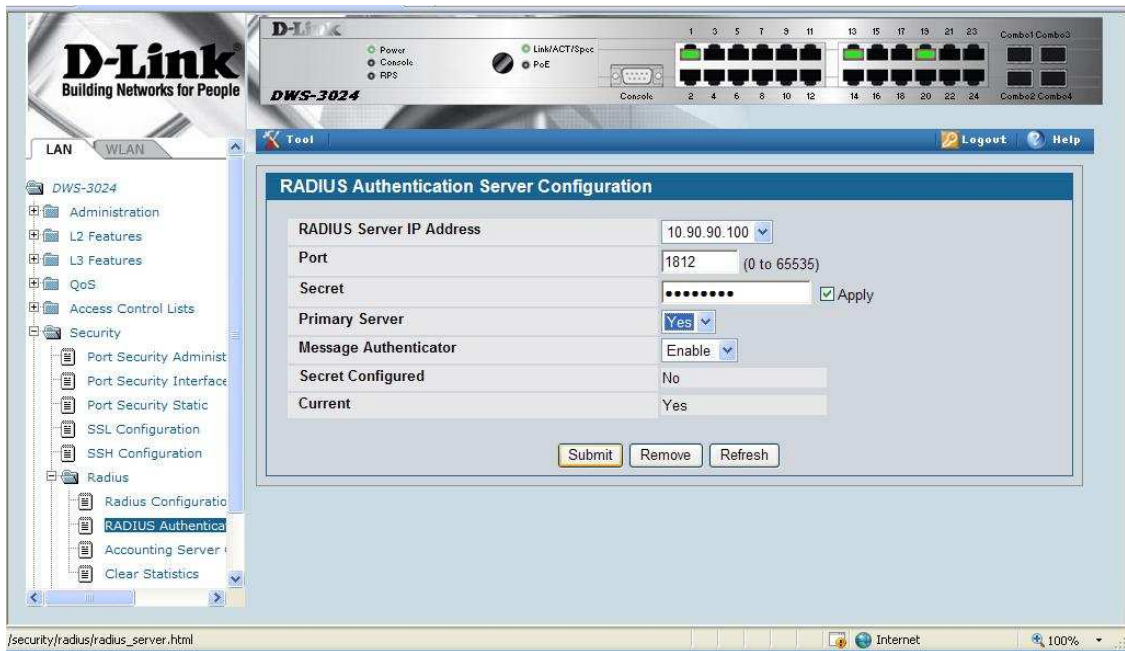 D-Link
Building Networks for People
D-Link
Power
Console
RPS
Link/ACT/Spee
PoE
DWS-3024
Console
1 3 5 7 9 11 13 15 17 19 21 23
2 4 6 8 10 12 14 16 18 20 22 24
Combo1 Combo3
Combo2 Combo4
LAN WLAN
Tool
Logout
Help
DWS-3024
Administration
L2 Features
L3 Features
QoS
Access Control Lists
Security
Port Security Administ
Port Security Interface
Port Security Static
SSL Configuration
SSH Configuration
Radius
Radius Configuratio
RADIUS Authentica
Accounting Server
Clear Statistics
RADIUS Authentication Server Configuration
RADIUS Server IP Address 10.90.90.100
Port 1812 (0 to 65535)
Secret •••••••• Apply
Primary Server Yes
Message Authenticator Enable
Secret Configured No
Current Yes
Submit Remove Refresh
/security/radius/radius_server.html
Internet
100%